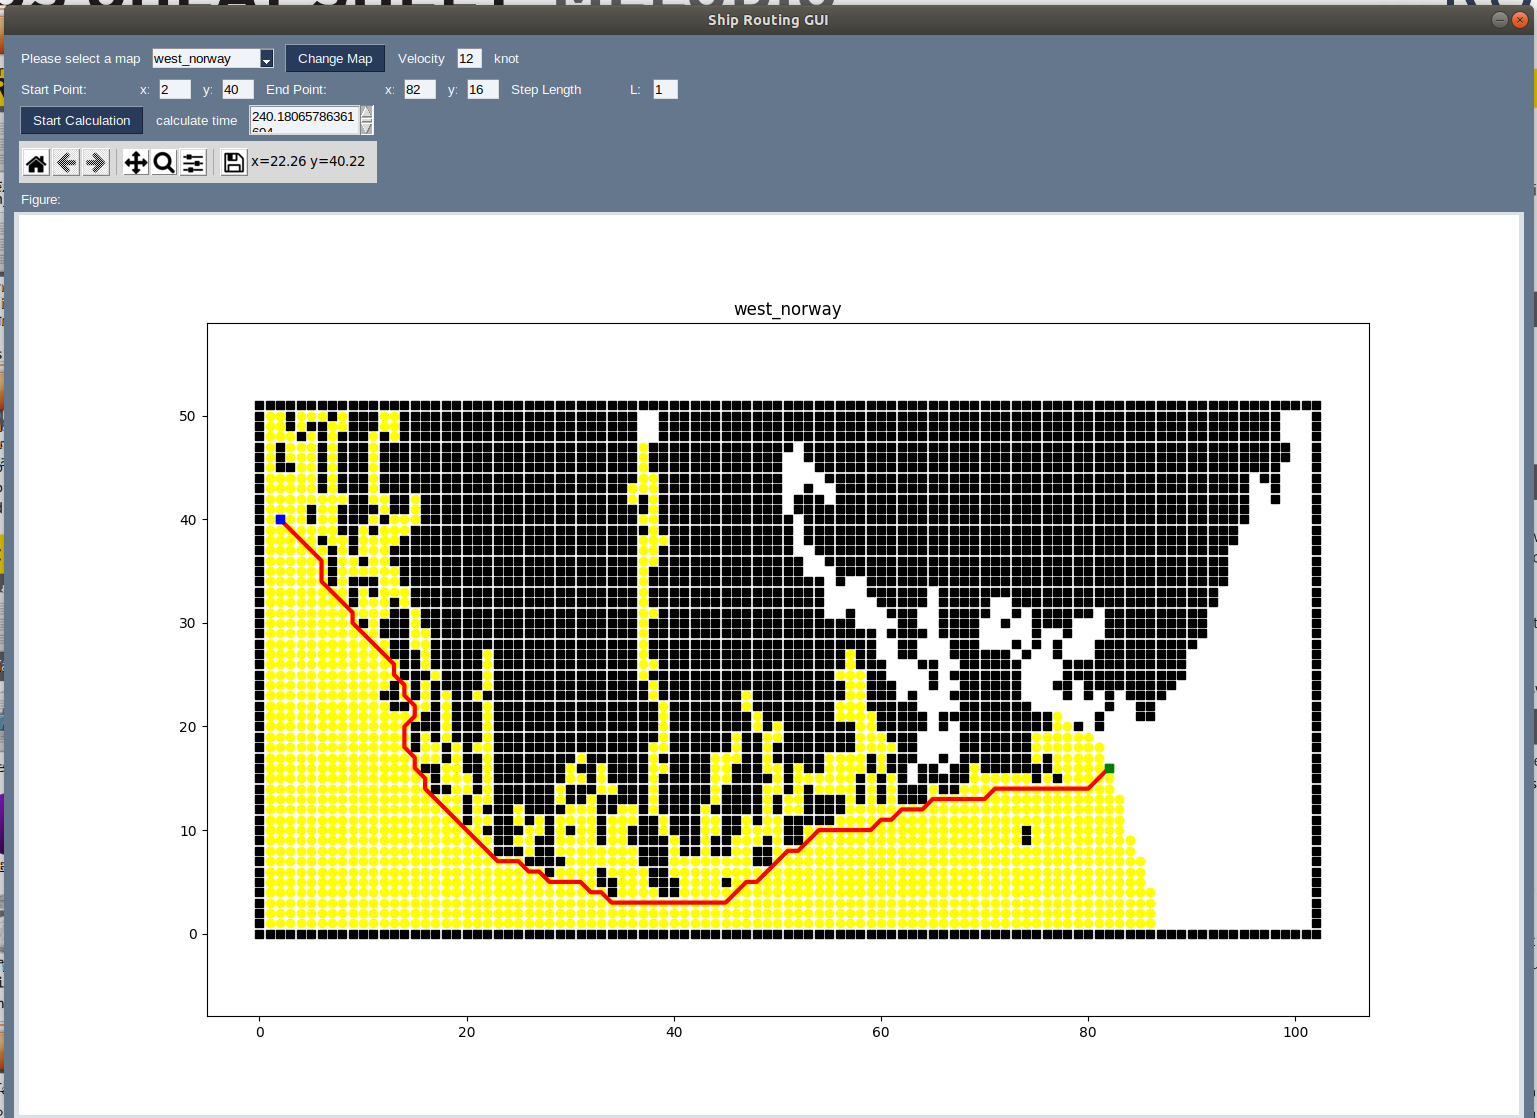 Ship Routing GUI
Please select a map west_norway Change Map Velocity 12 knot
Start Point: x: 2 y: 40 End Point: x: 82 y: 16 Step Length L: 1
Start Calculation calculate time 240.18065786361
x=22.26 y=40.22
Figure:
west_norway
50
40
30
20
10
0
0 20 40 60 80 100